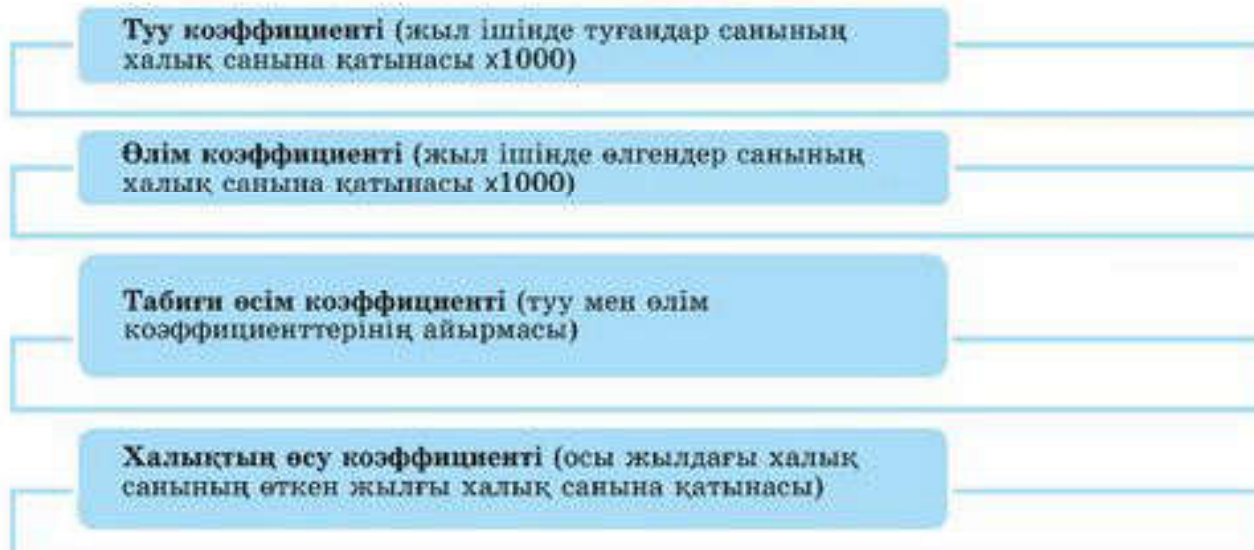 Туу коэффициенті (жыл ішінде туғандар санының
халық санына қатынасы x1000)
Өлім коэффициенті (жыл ішінде өлгендер санының
халық санына қатынасы x1000)
Табиғи өсім коэффициенті (туу мен өлім
коэффициенттерінің айырмасы)
Халықтың өсу коэффициенті (осы жылдағы халық
санының өткен жылғы халық санына қатынасы)